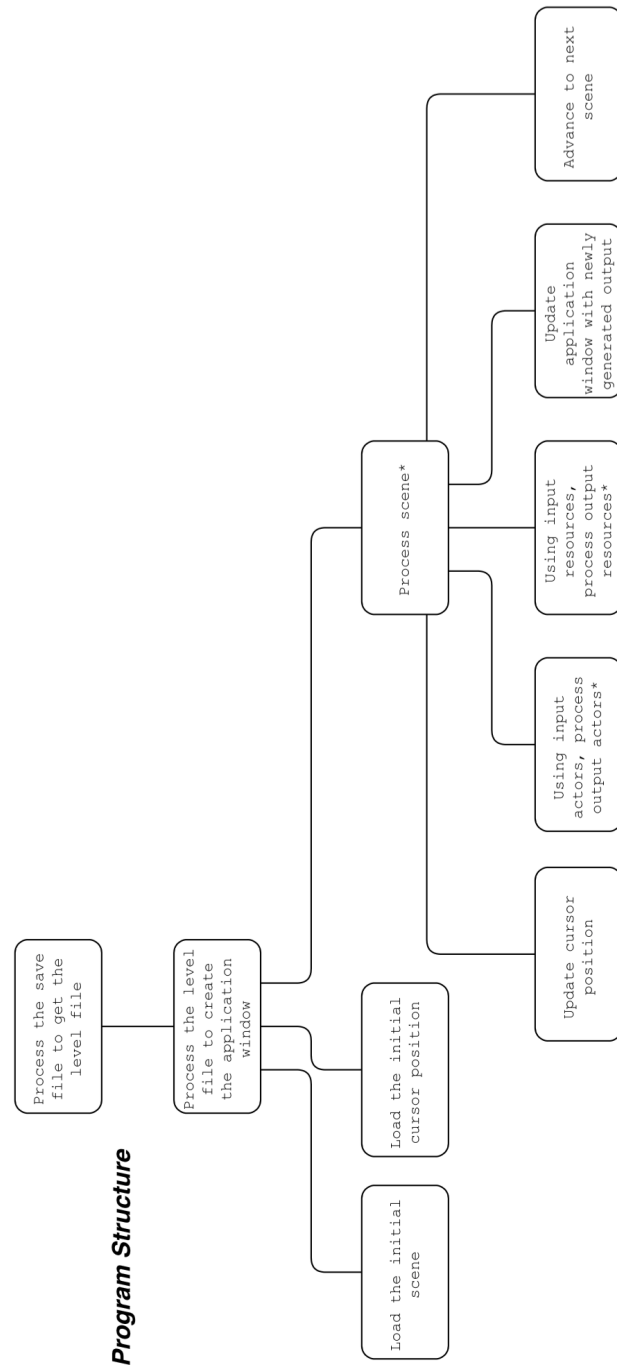 Program Structure
Process the save
file to get the
level file
Process the level
file to create
the application
window
Load the initial
scene
Load the initial
cursor position
Process scene*
Update cursor
position
Using input
actors, process
output actors*
Using input
resources,
process output
resources*
Update
application
window with newly
generated output
Advance to next
scene